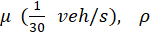 μ (1/30 veh/s), ρ